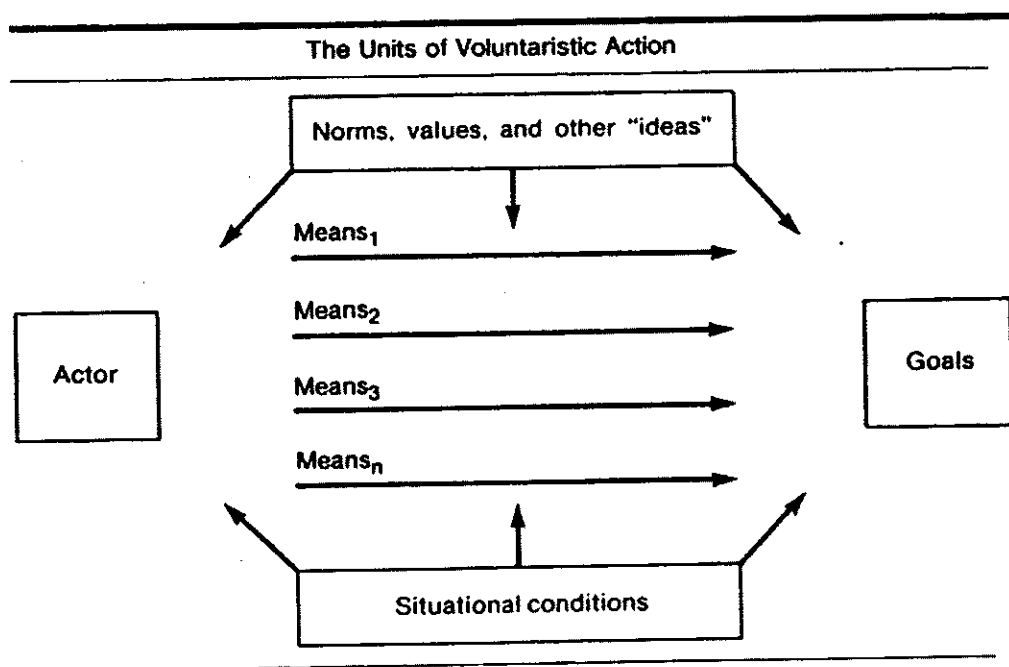 The Units of Voluntaristic Action
Norms, values, and other "ideas"
Means₁
Means₂
Means₃
Meansₙ
Actor
Goals
Situational conditions